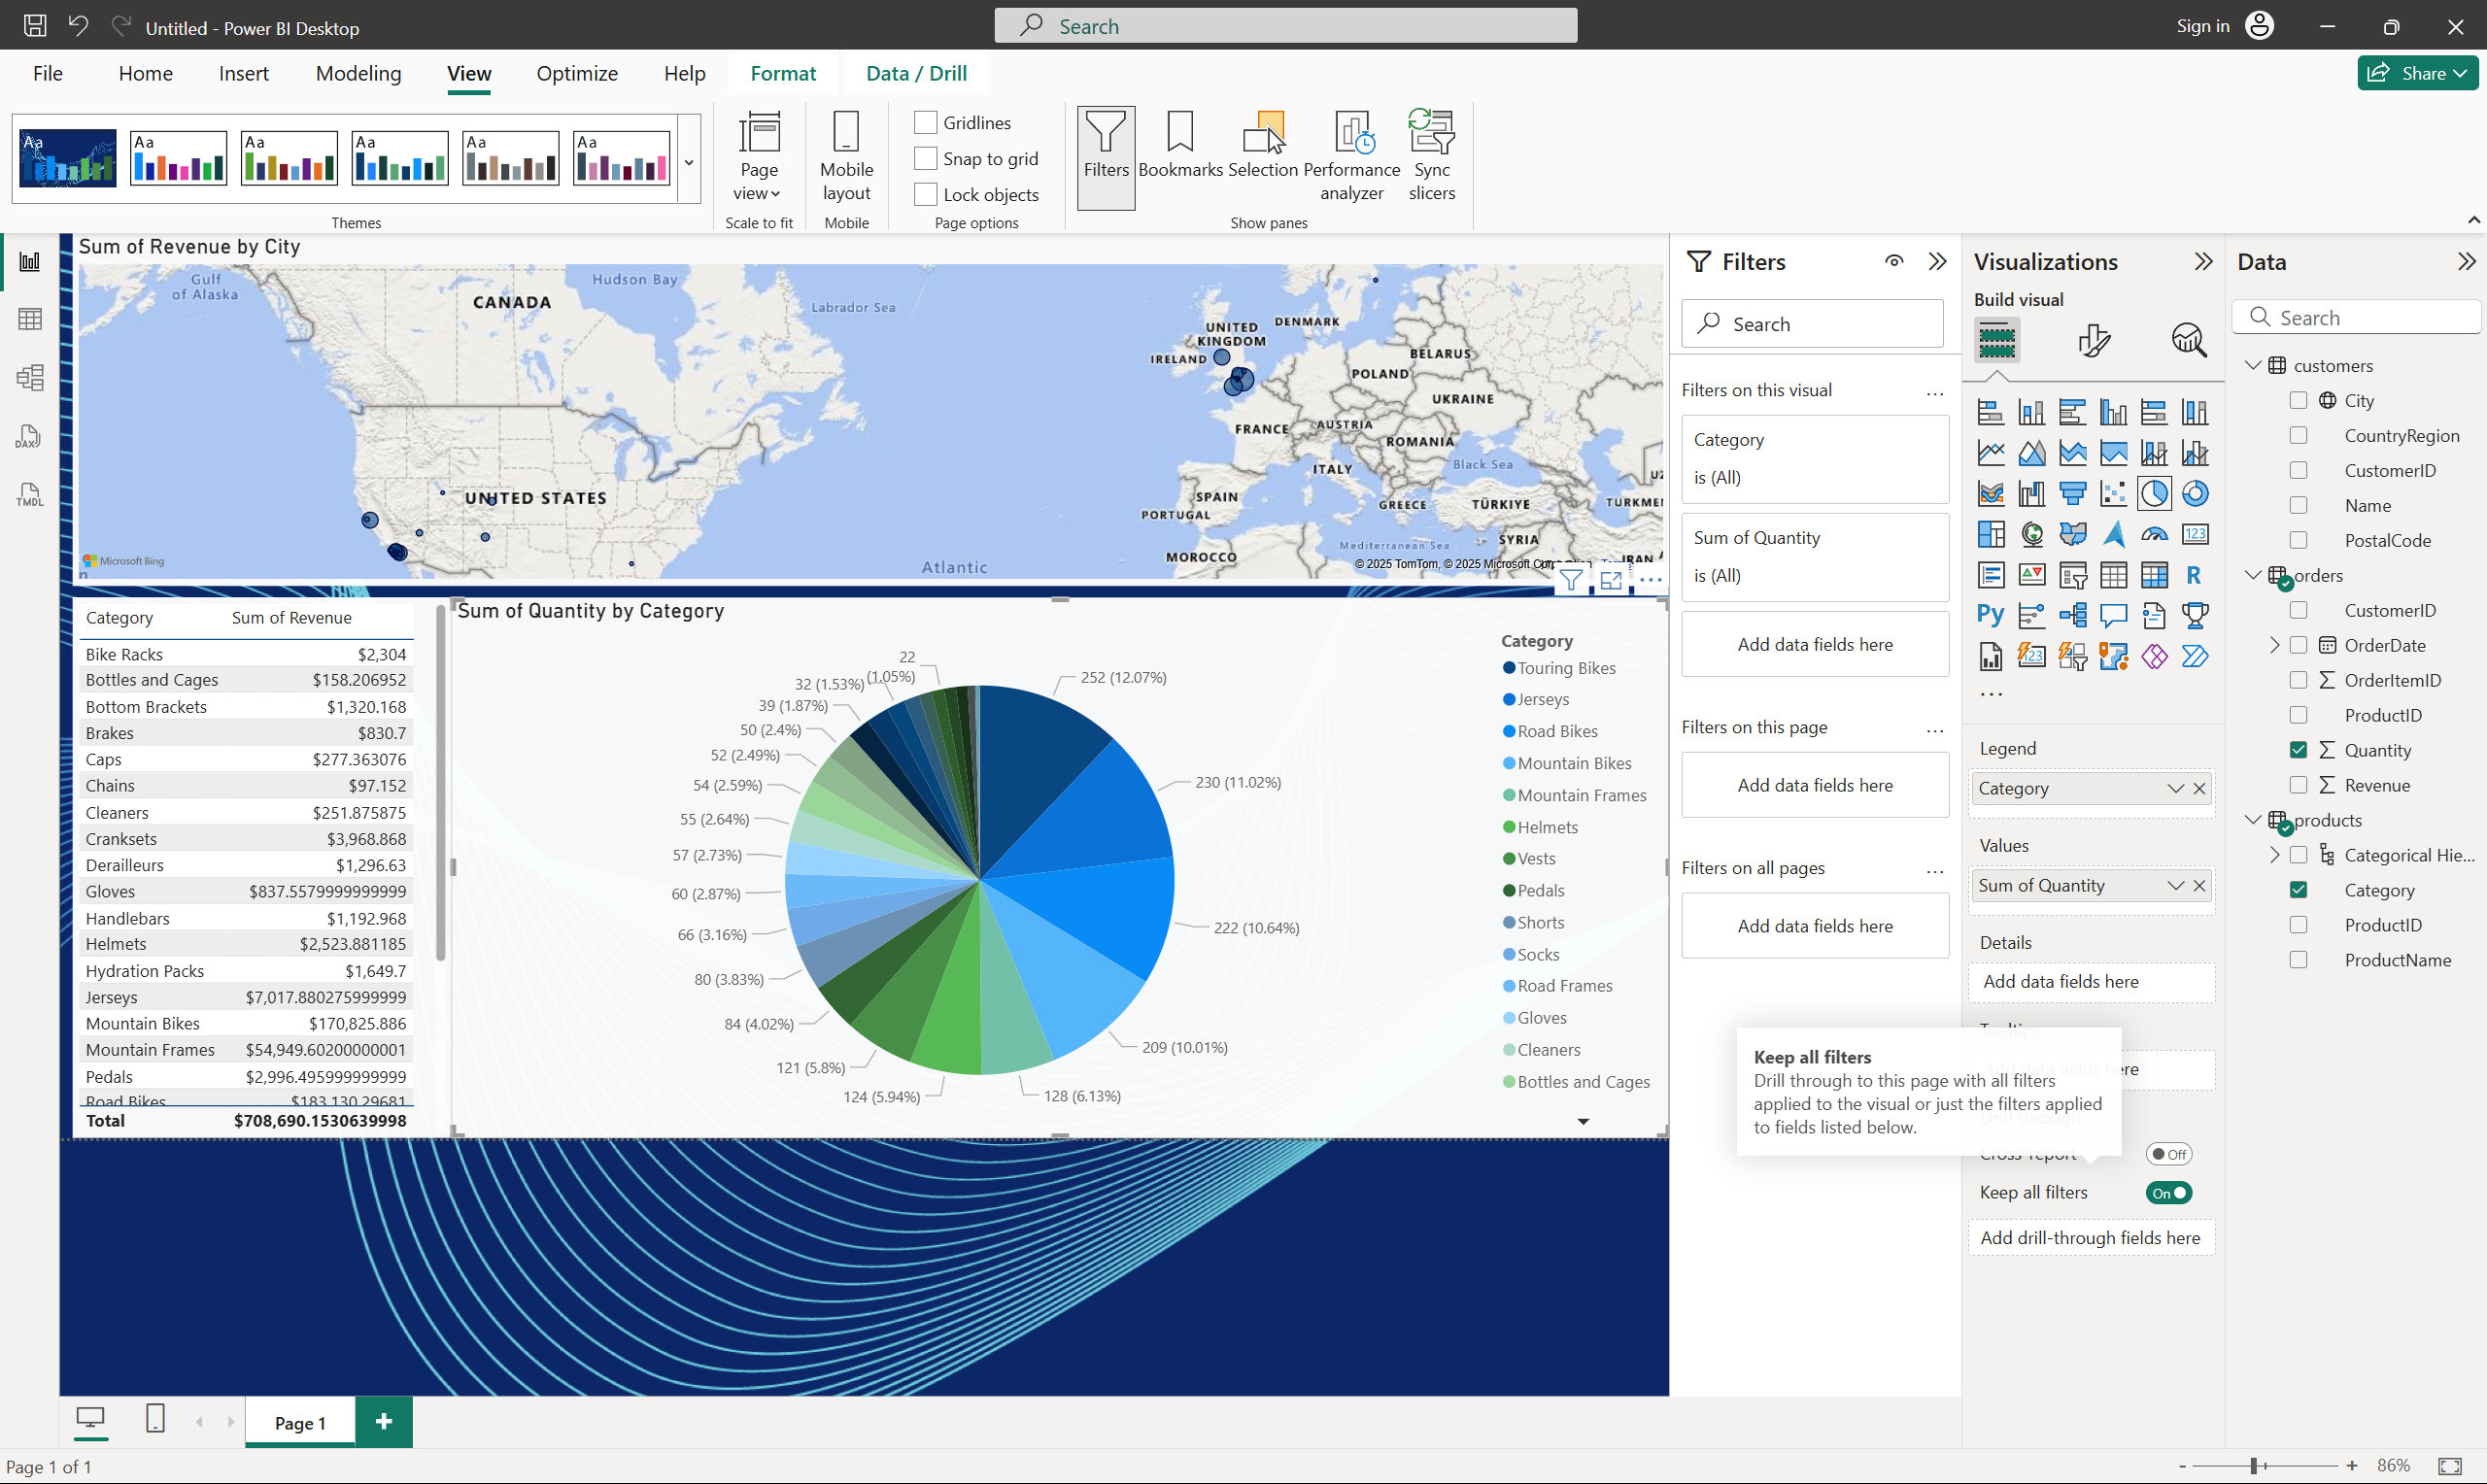 Untitled - Power BI Desktop
Search
Sign in
File
Home
Insert
Modeling
View
Optimize
Help
Format
Data / Drill
Share
Aa
Aa
Aa
Aa
Aa
Aa
Themes
Page view
Scale to fit
Mobile layout
Mobile
Gridlines
Snap to grid
Lock objects
Page options
Filters
Bookmarks
Selection
Performance analyzer
Sync slicers
Show panes
DAX
TMDL
Sum of Revenue by City
Gulf of Alaska
CANADA
Hudson Bay
Labrador Sea
UNITED STATES
Atlantic
UNITED KINGDOM
IRELAND
DENMARK
BELARUS
POLAND
UKRAINE
FRANCE
AUSTRIA
ROMANIA
ITALY
Black Sea
SPAIN
PORTUGAL
GREECE
TÜRKIYE
MOROCCO
Mediterranean Sea
SYRIA
Microsoft Bing
© 2025 TomTom, © 2025 Microsoft
Category Sum of Revenue
Bike Racks $2,304
Bottles and Cages $158.206952
Bottom Brackets $1,320.168
Brakes $830.7
Caps $277.363076
Chains $97.152
Cleaners $251.875875
Cranksets $3,968.868
Derailleurs $1,296.63
Gloves $837.5579999999999
Handlebars $1,192.968
Helmets $2,523.881185
Hydration Packs $1,649.7
Jerseys $7,017.880275999999
Mountain Bikes $170,825.886
Mountain Frames $54,949.60200000001
Pedals $2,996.495999999999
Road Bikes $183,130.29681
Total $708,690.1530639998
Sum of Quantity by Category
22 (1.05%)
32 (1.53%)
39 (1.87%)
50 (2.4%)
52 (2.49%)
54 (2.59%)
55 (2.64%)
57 (2.73%)
60 (2.87%)
66 (3.16%)
80 (3.83%)
84 (4.02%)
121 (5.8%)
124 (5.94%)
128 (6.13%)
209 (10.01%)
222 (10.64%)
230 (11.02%)
252 (12.07%)
Category
Touring Bikes
Jerseys
Road Bikes
Mountain Bikes
Mountain Frames
Helmets
Vests
Pedals
Shorts
Socks
Road Frames
Gloves
Cleaners
Bottles and Cages
Filters
Search
Filters on this visual
Category
is (All)
Sum of Quantity
is (All)
Add data fields here
Filters on this page
Add data fields here
Filters on all pages
Add data fields here
Keep all filters
Drill through to this page with all filters
applied to the visual or just the filters applied
to fields listed below.
Visualizations
Build visual
123
R
Py
123
Legend
Category
Values
Sum of Quantity
Details
Add data fields here
Off
Keep all filters
On
Add drill-through fields here
Data
Search
customers
City
CountryRegion
CustomerID
Name
PostalCode
orders
CustomerID
OrderDate
OrderItemID
ProductID
Quantity
Revenue
products
Categorical Hie...
Category
ProductID
ProductName
Page 1
Page 1 of 1
86%